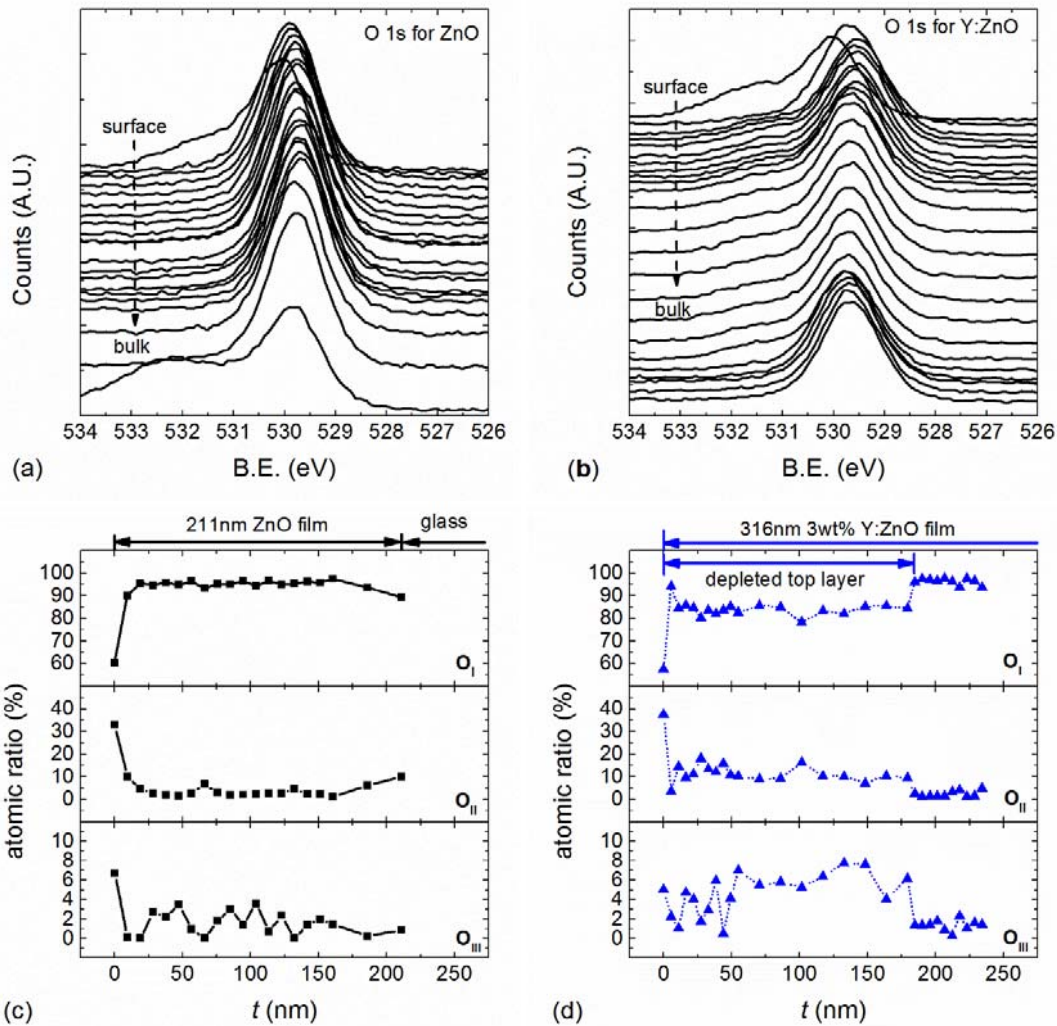 O 1s for ZnO
surface
bulk
Counts (A.U.)
534 533 532 531 530 529 528 527 526
(a) B.E. (eV)
O 1s for Y:ZnO
surface
bulk
Counts (A.U.)
534 533 532 531 530 529 528 527 526
(b) B.E. (eV)
211nm ZnO film glass
100
90
80
70
60
O_I
40
30
20
10
0
O_II
10
8
6
4
2
0
O_III
atomic ratio (%)
0 50 100 150 200 250
(c) t (nm)
316nm 3wt% Y:ZnO film
depleted top layer
100
90
80
70
60
O_I
40
30
20
10
0
O_II
10
8
6
4
2
0
O_III
atomic ratio (%)
0 50 100 150 200 250
(d) t (nm)